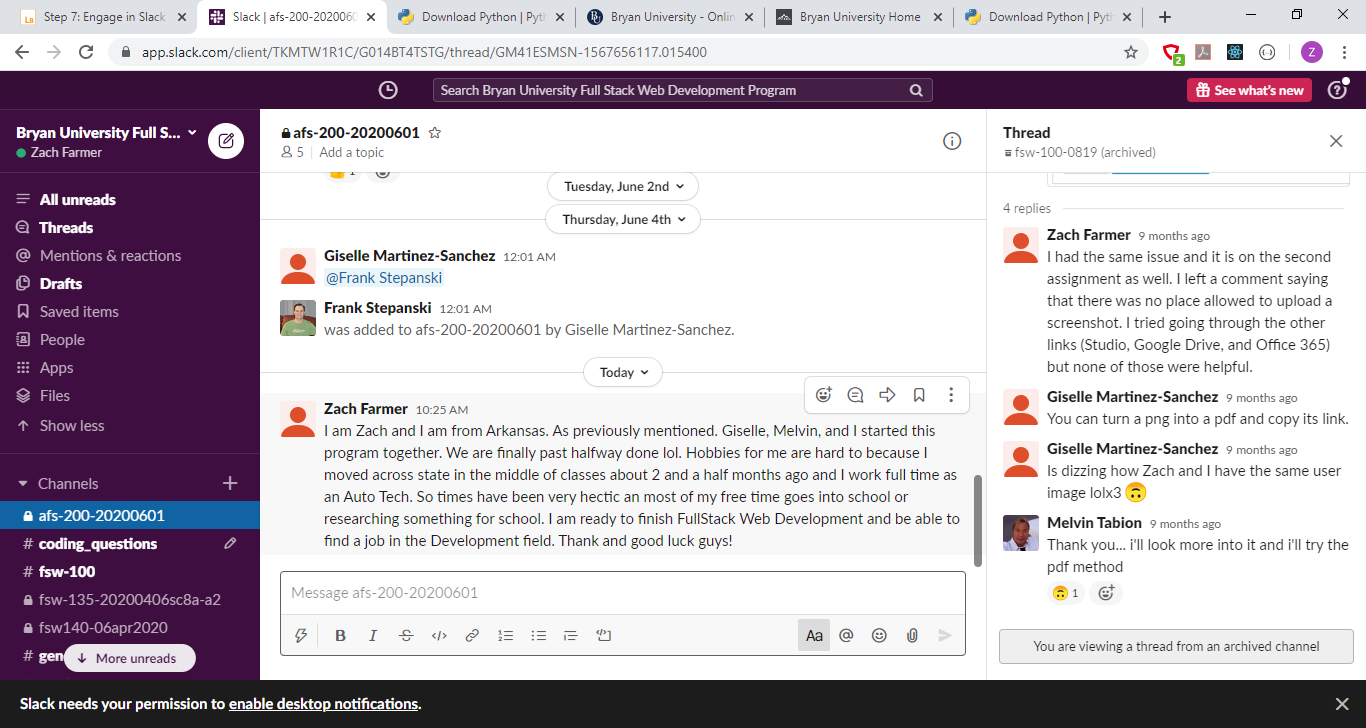 Step 7: Engage in Slack
Slack | afs-200-2020060
Download Python | Pyt
Bryan University - Onlin
Bryan University Home
Download Python | Pyt
app.slack.com/client/TKMTW1R1C/G014BT4TSTG/thread/GM41ESMSN-1567656117.015400
2
Z
Search Bryan University Full Stack Web Development Program
See what's new
Bryan University Full S...
Zach Farmer
All unreads
Threads
Mentions & reactions
Drafts
Saved items
People
Apps
Files
Show less
Channels
afs-200-20200601
# coding_questions
# fsw-100
fsw-135-20200406sc8a-a2
fsw140-06apr2020
# gen
More unreads
afs-200-20200601
5 | Add a topic
1
Tuesday, June 2nd
Thursday, June 4th
Giselle Martinez-Sanchez 12:01 AM
@Frank Stepanski
Frank Stepanski 12:01 AM
was added to afs-200-20200601 by Giselle Martinez-Sanchez.
Today
Zach Farmer 10:25 AM
I am Zach and I am from Arkansas. As previously mentioned. Giselle, Melvin, and I started this
program together. We are finally past halfway done lol. Hobbies for me are hard to because I
moved across state in the middle of classes about 2 and a half months ago and I work full time as
an Auto Tech. So times have been very hectic an most of my free time goes into school or
researching something for school. I am ready to finish FullStack Web Development and be able to
find a job in the Development field. Thank and good luck guys!
Message afs-200-20200601
B I S </> Aa @
Thread
fsw-100-0819 (archived)
4 replies
Zach Farmer 9 months ago
I had the same issue and it is on the second
assignment as well. I left a comment saying
that there was no place allowed to upload a
screenshot. I tried going through the other
links (Studio, Google Drive, and Office 365)
but none of those were helpful.
Giselle Martinez-Sanchez 9 months ago
You can turn a png into a pdf and copy its link.
Giselle Martinez-Sanchez 9 months ago
Is dizzing how Zach and I have the same user
image lolx3 🙃
Melvin Tabion 9 months ago
Thank you... i'll look more into it and i'll try the
pdf method
🙃 1
You are viewing a thread from an archived channel
Slack needs your permission to enable desktop notifications.